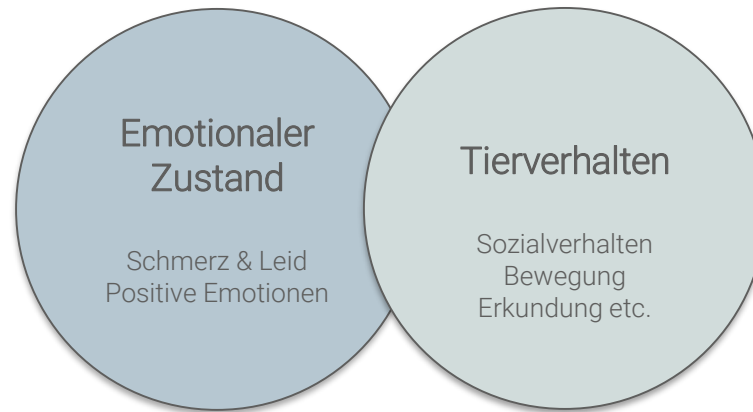 Emotionaler
Zustand
Schmerz & Leid
Positive Emotionen
Tierverhalten
Sozialverhalten
Bewegung
Erkundung etc.